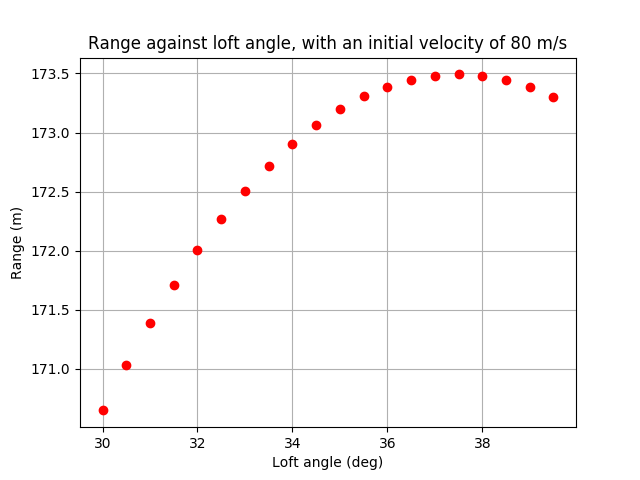 Range against loft angle, with an initial velocity of 80 m/s
173.5
173.0
172.5
172.0
171.5
171.0
Range (m)
30 32 34 36 38
Loft angle (deg)